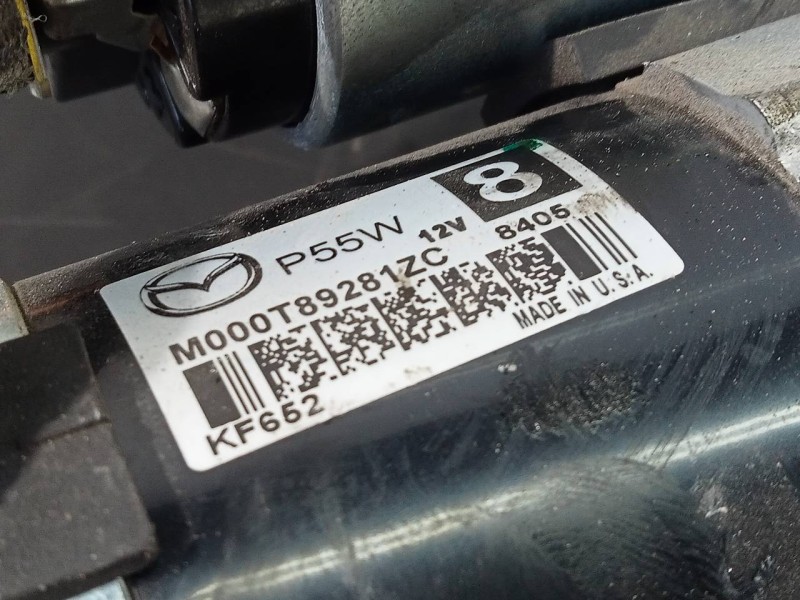 P55W 12V 8
M000T89281ZC 8405
KF652 MADE IN U.S.A.